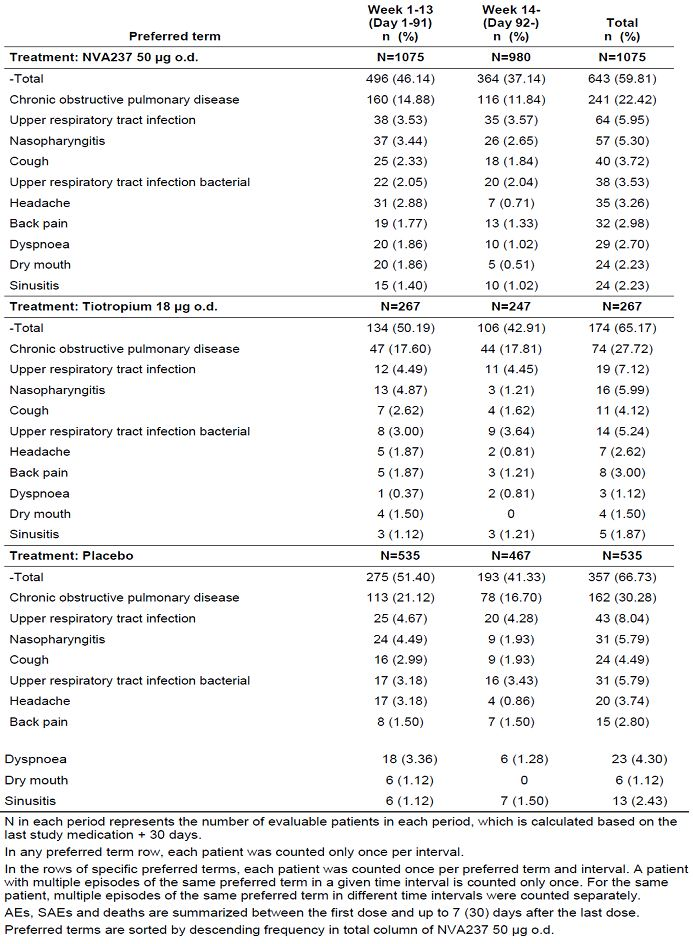 Preferred term Week 1-13 (Day 1-91) n (%) Week 14- (Day 92-) n (%) Total n (%)
Treatment: NVA237 50 µg o.d. N=1075 N=980 N=1075
-Total 496 (46.14) 364 (37.14) 643 (59.81)
Chronic obstructive pulmonary disease 160 (14.88) 116 (11.84) 241 (22.42)
Upper respiratory tract infection 38 (3.53) 35 (3.57) 64 (5.95)
Nasopharyngitis 37 (3.44) 26 (2.65) 57 (5.30)
Cough 25 (2.33) 18 (1.84) 40 (3.72)
Upper respiratory tract infection bacterial 22 (2.05) 20 (2.04) 38 (3.53)
Headache 31 (2.88) 7 (0.71) 35 (3.26)
Back pain 19 (1.77) 13 (1.33) 32 (2.98)
Dyspnoea 20 (1.86) 10 (1.02) 29 (2.70)
Dry mouth 20 (1.86) 5 (0.51) 24 (2.23)
Sinusitis 15 (1.40) 10 (1.02) 24 (2.23)
Treatment: Tiotropium 18 µg o.d. N=267 N=247 N=267
-Total 134 (50.19) 106 (42.91) 174 (65.17)
Chronic obstructive pulmonary disease 47 (17.60) 44 (17.81) 74 (27.72)
Upper respiratory tract infection 12 (4.49) 11 (4.45) 19 (7.12)
Nasopharyngitis 13 (4.87) 3 (1.21) 16 (5.99)
Cough 7 (2.62) 4 (1.62) 11 (4.12)
Upper respiratory tract infection bacterial 8 (3.00) 9 (3.64) 14 (5.24)
Headache 5 (1.87) 2 (0.81) 7 (2.62)
Back pain 5 (1.87) 3 (1.21) 8 (3.00)
Dyspnoea 1 (0.37) 2 (0.81) 3 (1.12)
Dry mouth 4 (1.50) 0 4 (1.50)
Sinusitis 3 (1.12) 3 (1.21) 5 (1.87)
Treatment: Placebo N=535 N=467 N=535
-Total 275 (51.40) 193 (41.33) 357 (66.73)
Chronic obstructive pulmonary disease 113 (21.12) 78 (16.70) 162 (30.28)
Upper respiratory tract infection 25 (4.67) 20 (4.28) 43 (8.04)
Nasopharyngitis 24 (4.49) 9 (1.93) 31 (5.79)
Cough 16 (2.99) 9 (1.93) 24 (4.49)
Upper respiratory tract infection bacterial 17 (3.18) 16 (3.43) 31 (5.79)
Headache 17 (3.18) 4 (0.86) 20 (3.74)
Back pain 8 (1.50) 7 (1.50) 15 (2.80)
Dyspnoea 18 (3.36) 6 (1.28) 23 (4.30)
Dry mouth 6 (1.12) 0 6 (1.12)
Sinusitis 6 (1.12) 7 (1.50) 13 (2.43)
N in each period represents the number of evaluable patients in each period, which is calculated based on the
last study medication + 30 days.
In any preferred term row, each patient was counted only once per interval.
In the rows of specific preferred terms, each patient was counted once per preferred term and interval. A patient
with multiple episodes of the same preferred term in a given time interval is counted only once. For the same
patient, multiple episodes of the same preferred term in different time intervals were counted separately.
AEs, SAEs and deaths are summarized between the first dose and up to 7 (30) days after the last dose.
Preferred terms are sorted by descending frequency in total column of NVA237 50 µg o.d.